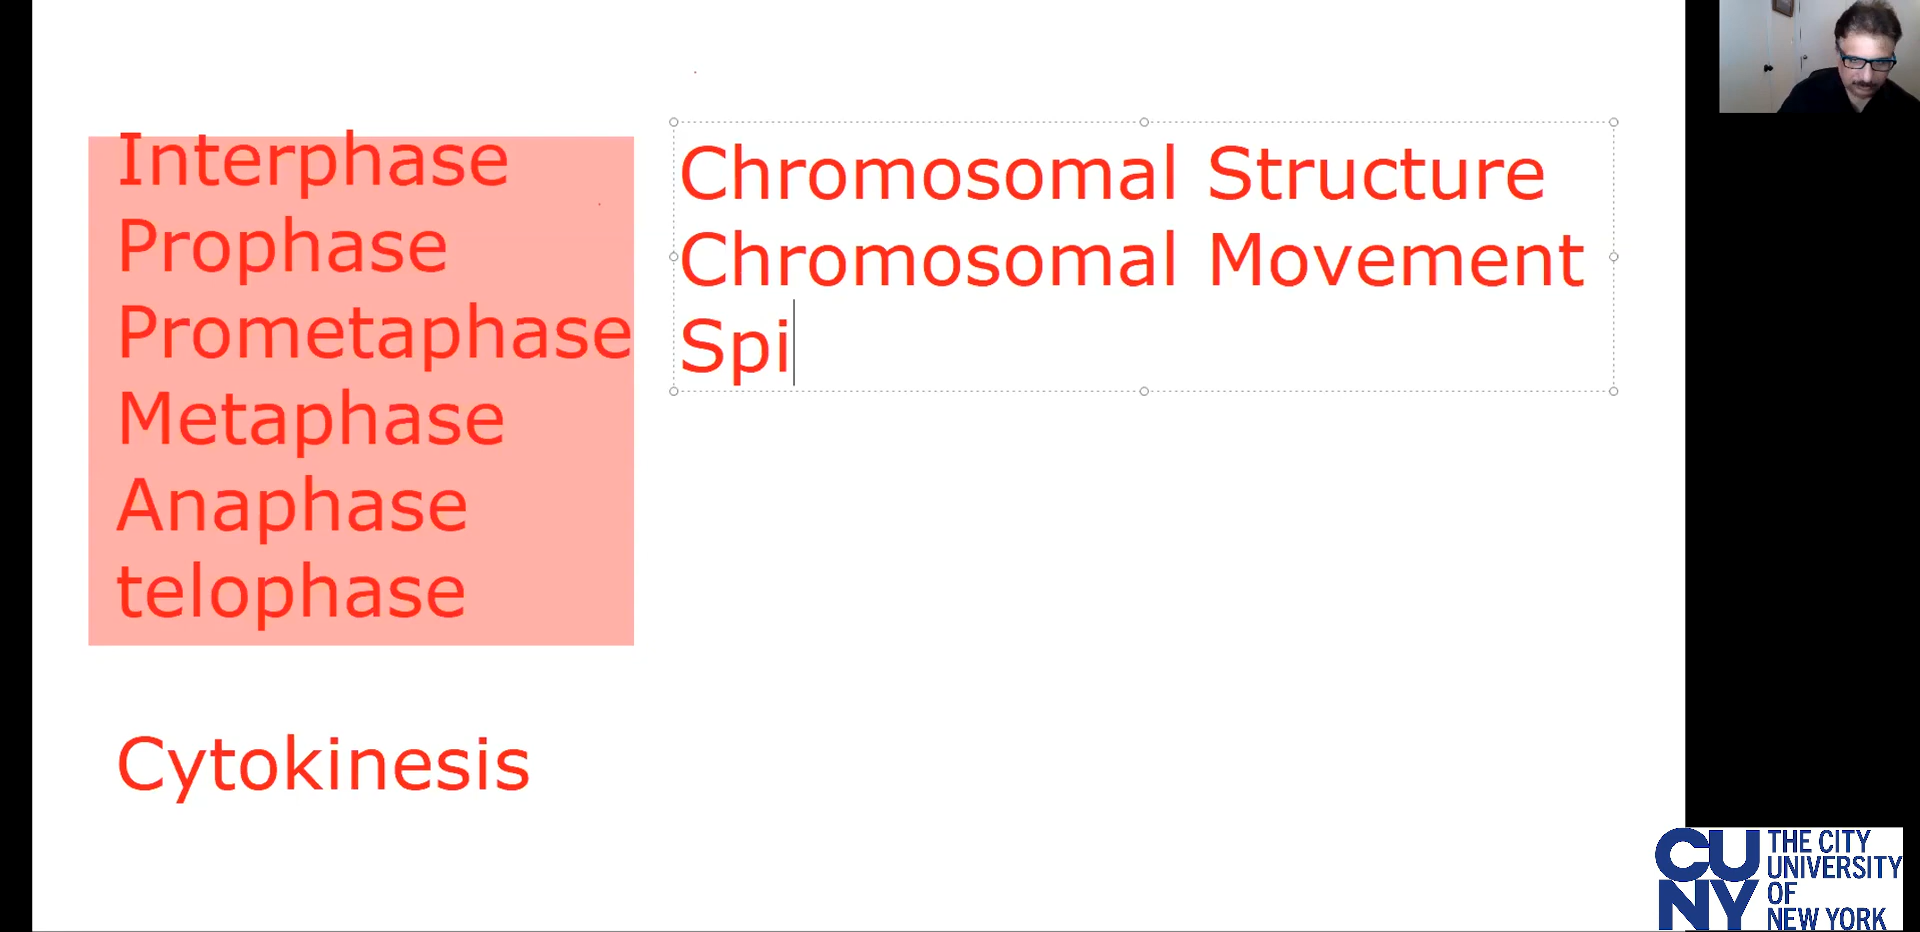 Interphase
Prophase
Prometaphase
Metaphase
Anaphase
telophase
Cytokinesis
Chromosomal Structure
Chromosomal Movement
Spi
CU
NY
THE CITY
UNIVERSITY
OF
NEW YORK